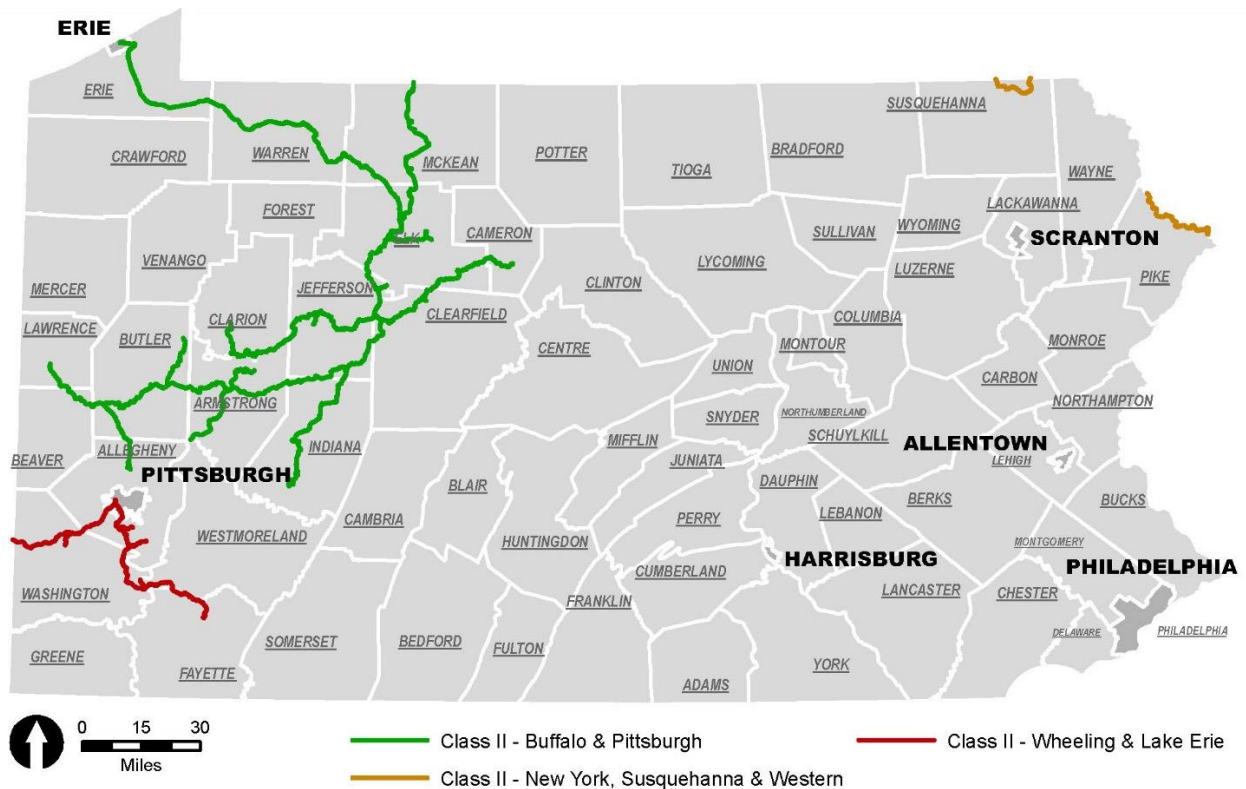 ERIE
ERIE
SUSQUEHANNA
CRAWFORD
WARREN
MCKEAN
POTTER
TIOGA
BRADFORD
WAYNE
FOREST
ELK
CAMERON
SULLIVAN
WYOMING
LACKAWANNA
SCRANTON
VENANGO
LYCOMING
LUZERNE
PIKE
MERCER
JEFFERSON
CLINTON
LAWRENCE
CLARION
CLEARFIELD
COLUMBIA
BUTLER
CENTRE
MONTOUR
MONROE
UNION
CARBON
ARMSTRONG
SNYDER
NORTHUMBERLAND
NORTHAMPTON
ALLEGHENY
INDIANA
MIFFLIN
SCHUYLKILL
ALLENTOWN
BEAVER
PITTSBURGH
BLAIR
JUNIATA
LEHIGH
DAUPHIN
BERKS
BUCKS
CAMBRIA
PERRY
LEBANON
WESTMORELAND
HUNTINGDON
MONTGOMERY
HARRISBURG
PHILADELPHIA
CUMBERLAND
WASHINGTON
FRANKLIN
LANCASTER
CHESTER
DELAWARE
PHILADELPHIA
SOMERSET
BEDFORD
FULTON
GREENE
FAYETTE
ADAMS
YORK
0 15 30
Miles
Class II - Buffalo & Pittsburgh
Class II - Wheeling & Lake Erie
Class II - New York, Susquehanna & Western